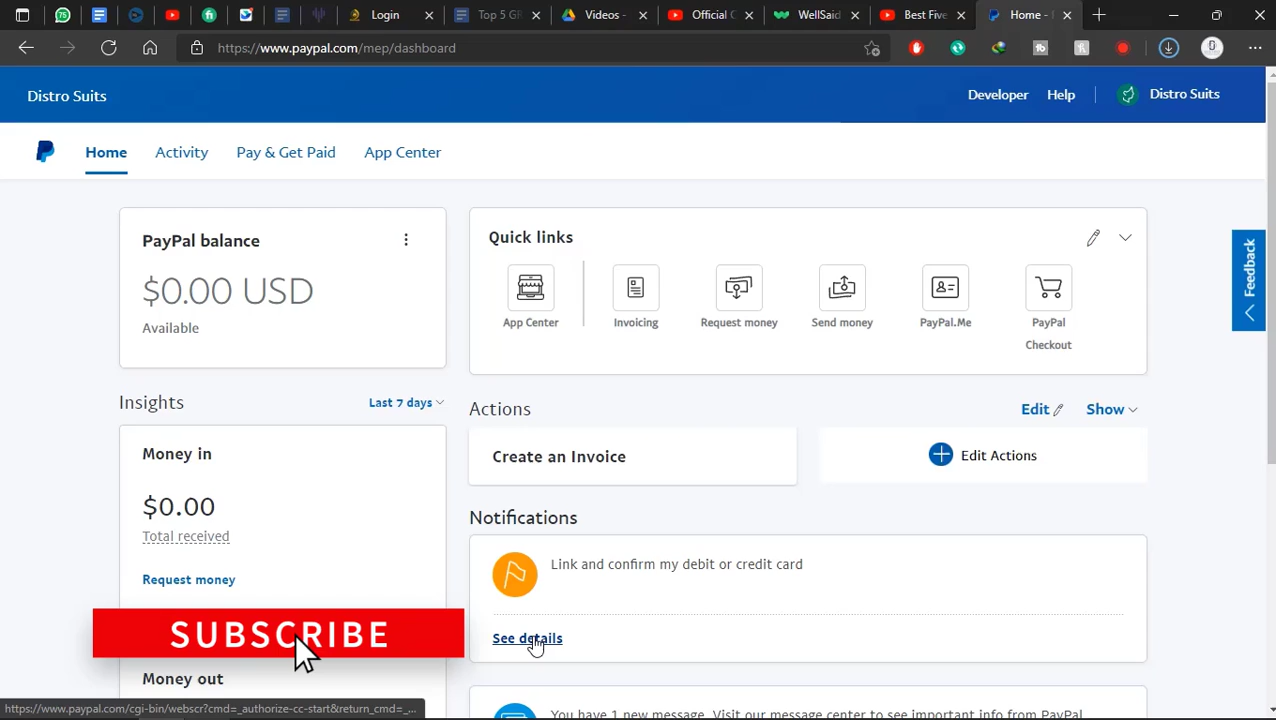 75
Login
Top 5 GR
Videos -
Official C
WellSaid
Best Five
Home -
https://www.paypal.com/mep/dashboard
Distro Suits
Developer
Help
Distro Suits
Home
Activity
Pay & Get Paid
App Center
PayPal balance
$0.00 USD
Available
Quick links
App Center
Invoicing
Request money
Send money
PayPal.Me
PayPal
Checkout
Feedback
Insights
Last 7 days
Actions
Edit
Show
Money in
$0.00
Total received
Request money
Create an Invoice
Edit Actions
Notifications
Link and confirm my debit or credit card
See details
SUBSCRIBE
Money out
You have 1 new message. Visit our message center to see important info from PayPal
https://www.paypal.com/cgi-bin/webscr?cmd=_authorize-cc-start&return_cmd=_...